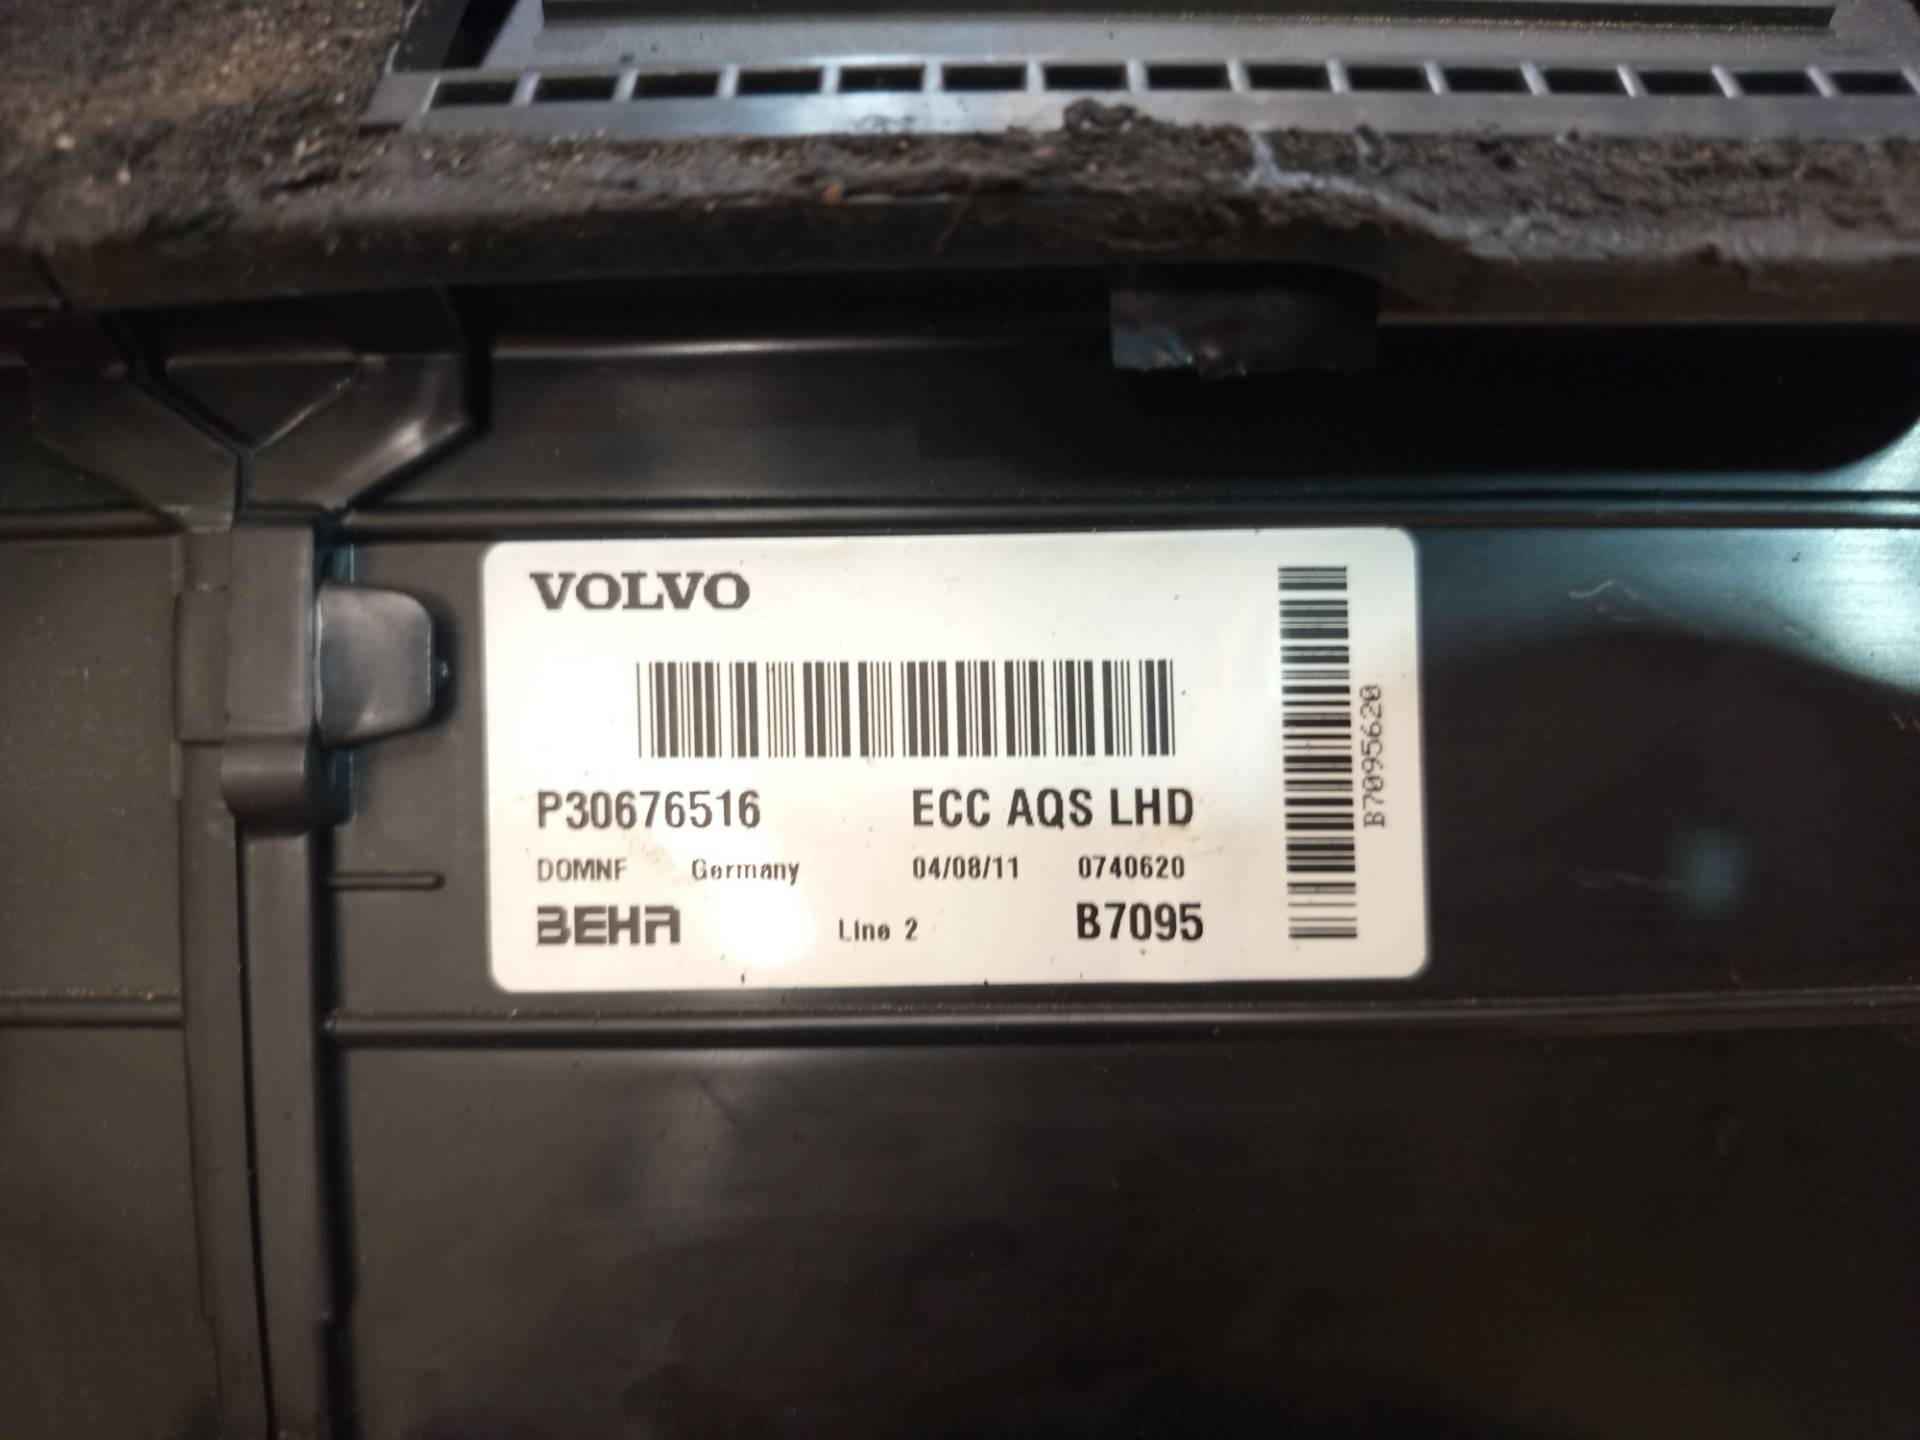 VOLVO
P30676516 ECC AQS LHD
DOMNF Germany 04/08/11 0740620
BEHR Line 2 B7095
B7095620